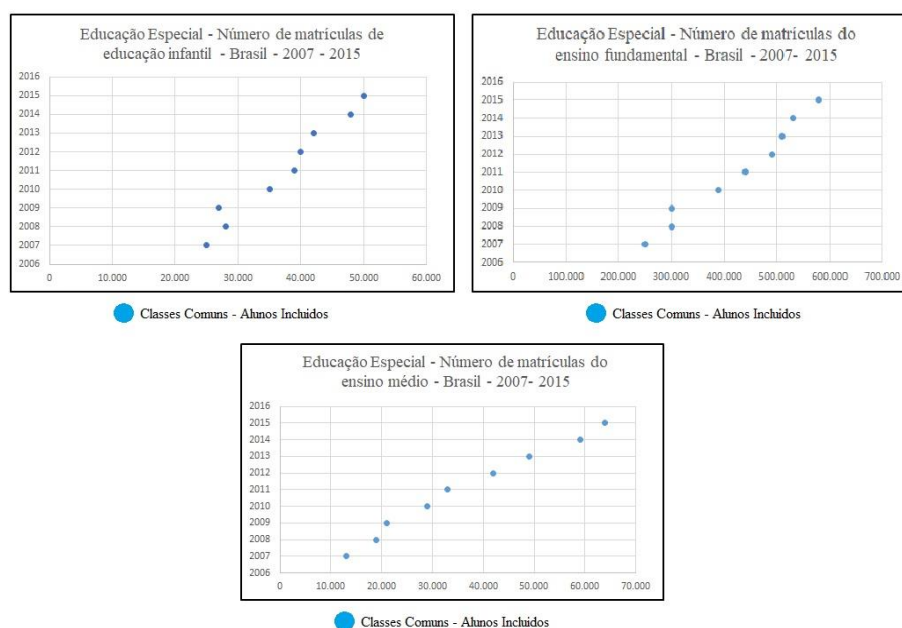 Educação Especial - Número de matrículas de
educação infantil - Brasil - 2007 - 2015
2016
2015
2014
2013
2012
2011
2010
2009
2008
2007
2006
0 10.000 20.000 30.000 40.000 50.000 60.000
Classes Comuns - Alunos Incluidos
Educação Especial - Número de matrículas do
ensino fundamental - Brasil - 2007- 2015
2016
2015
2014
2013
2012
2011
2010
2009
2008
2007
2006
0 100.000 200.000 300.000 400.000 500.000 600.000 700.000
Classes Comuns - Alunos Incluidos
Educação Especial - Número de matrículas do
ensino médio - Brasil - 2007- 2015
2016
2015
2014
2013
2012
2011
2010
2009
2008
2007
2006
0 10.000 20.000 30.000 40.000 50.000 60.000 70.000
Classes Comuns - Alunos Incluidos